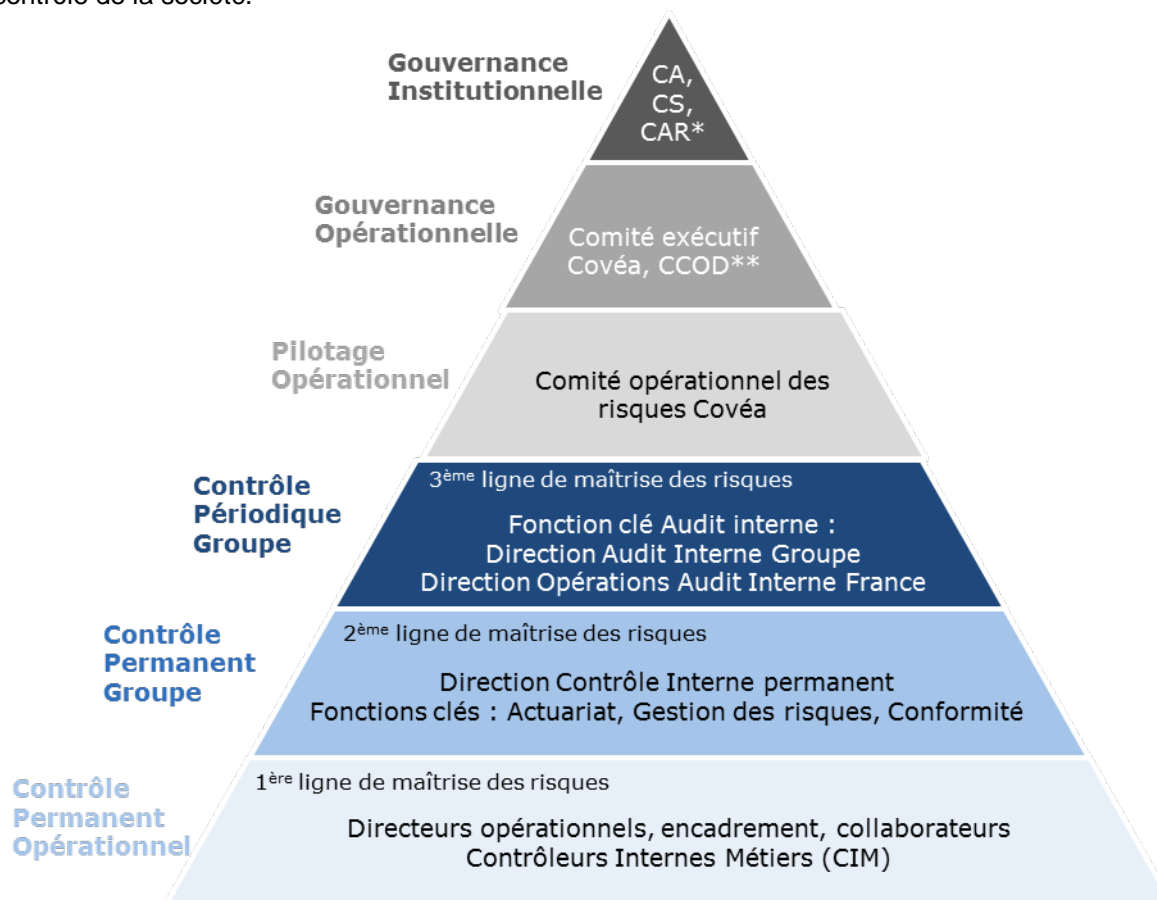 contrôle de la société.
Gouvernance
Institutionnelle
CA,
CS,
CAR*
Gouvernance
Opérationnelle
Comité exécutif
Covéa, CCOD**
Pilotage
Opérationnel
Comité opérationnel des
risques Covéa
Contrôle
Périodique
Groupe
3ème ligne de maîtrise des risques
Fonction clé Audit interne :
Direction Audit Interne Groupe
Direction Opérations Audit Interne France
Contrôle
Permanent
Groupe
2ème ligne de maîtrise des risques
Direction Contrôle Interne permanent
Fonctions clés : Actuariat, Gestion des risques, Conformité
Contrôle
Permanent
Opérationnel
1ère ligne de maîtrise des risques
Directeurs opérationnels, encadrement, collaborateurs
Contrôleurs Internes Métiers (CIM)